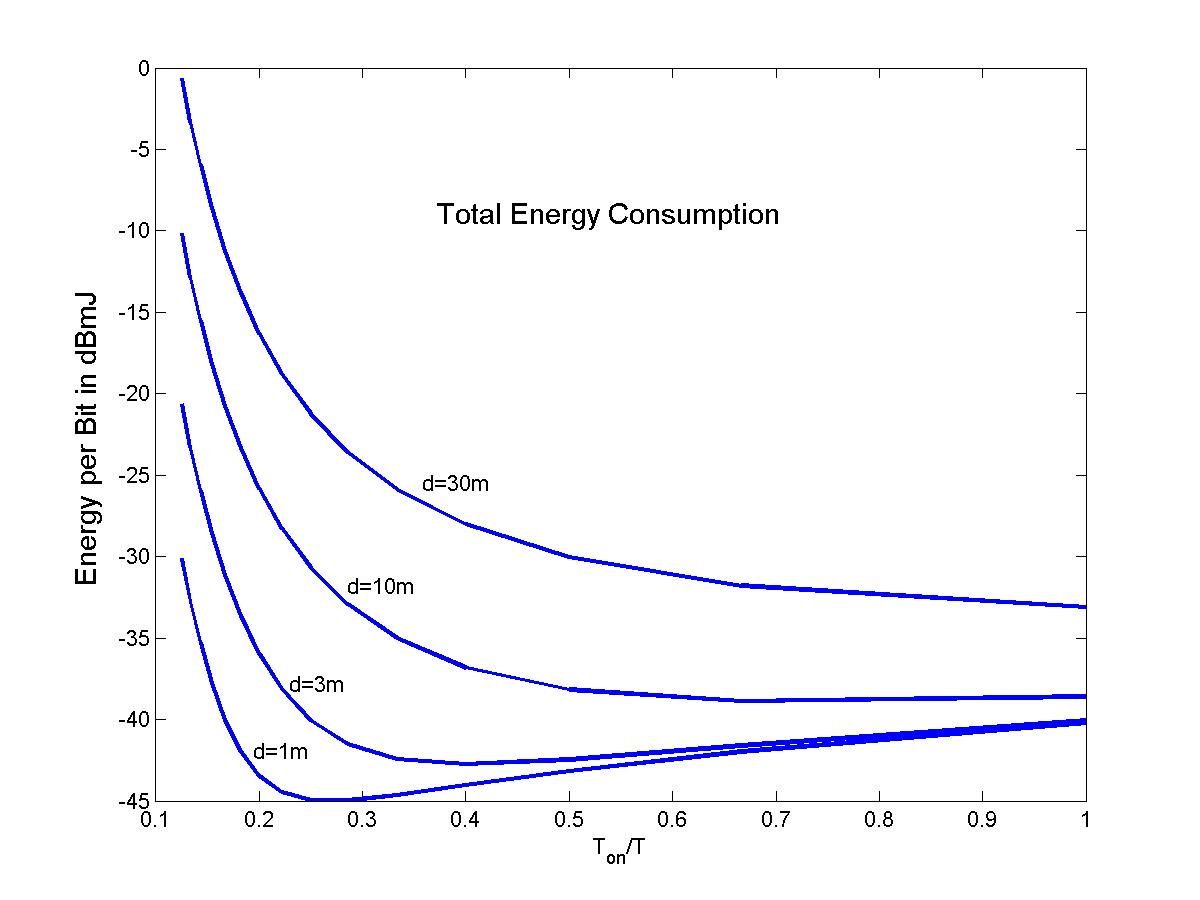 Total Energy Consumption
Energy per Bit in dBmJ
0
-5
-10
-15
-20
-25
-30
-35
-40
-45
d=30m
d=10m
d=3m
d=1m
0.1 0.2 0.3 0.4 0.5 0.6 0.7 0.8 0.9 1
Ton/T